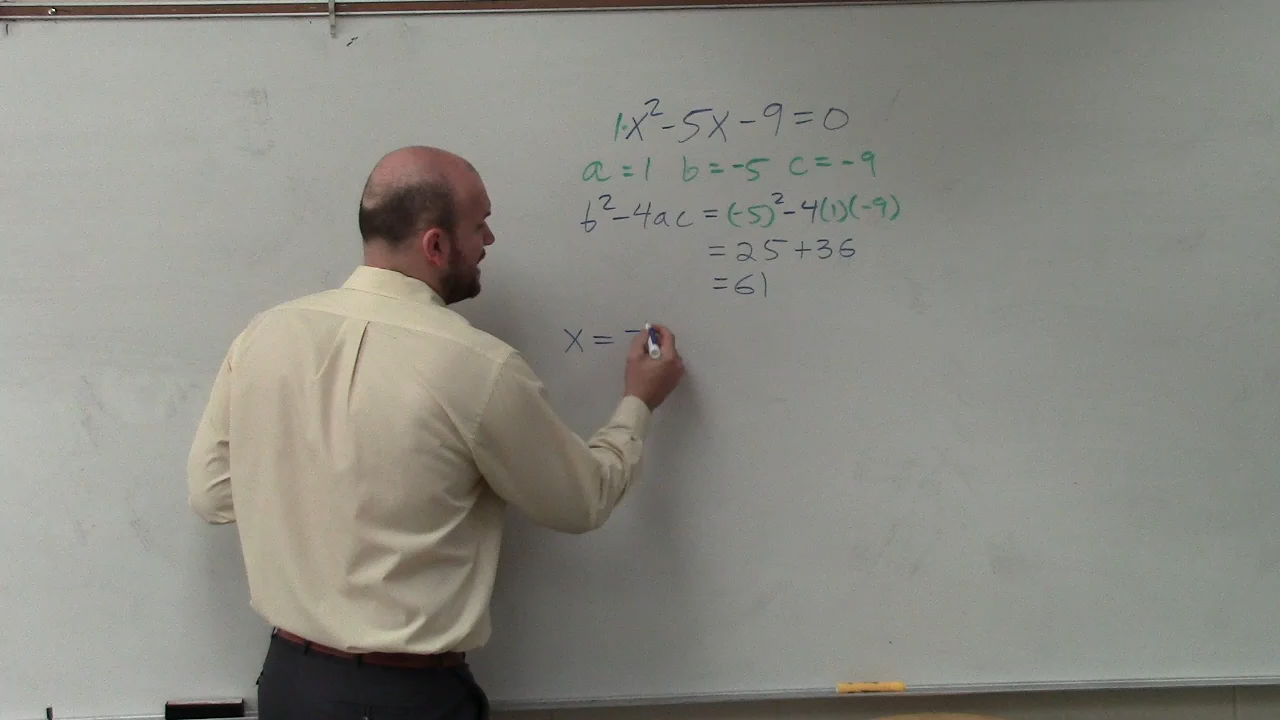 1·x²-5x-9=0
a=1 b=-5 c=-9
b²-4ac=(-5)²-4(1)(-9)
=25+36
=61
x=-